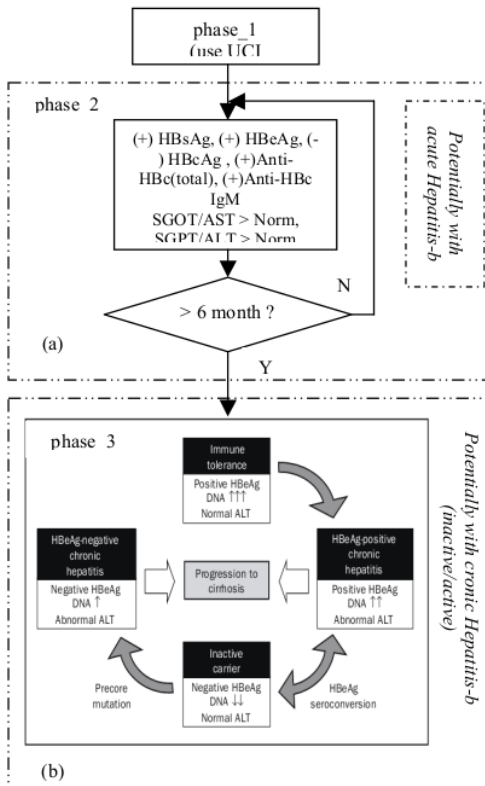 phase_1
(use UCI
phase 2
(+) HBsAg, (+) HBeAg, (-
) HBcAg , (+)Anti-
HBc(total), (+)Anti-HBc
IgM
SGOT/AST > Norm,
SGPT/ALT > Norm
Potentially with
acute Hepatitis-b
N
> 6 month ?
(a)
Y
phase 3
Immune
tolerance
Positive HBeAg
DNA ↑↑↑
Normal ALT
HBeAg-negative
chronic
hepatitis
Negative HBeAg
DNA ↑
Abnormal ALT
Progression to
cirrhosis
HBeAg-positive
chronic
hepatitis
Positive HBeAg
DNA ↑↑
Abnormal ALT
Inactive
carrier
Negative HBeAg
DNA ↓↓
Normal ALT
Precore
mutation
HBeAg
seroconversion
Potentially with cronic Hepatitis-b
(inactive/active)
(b)